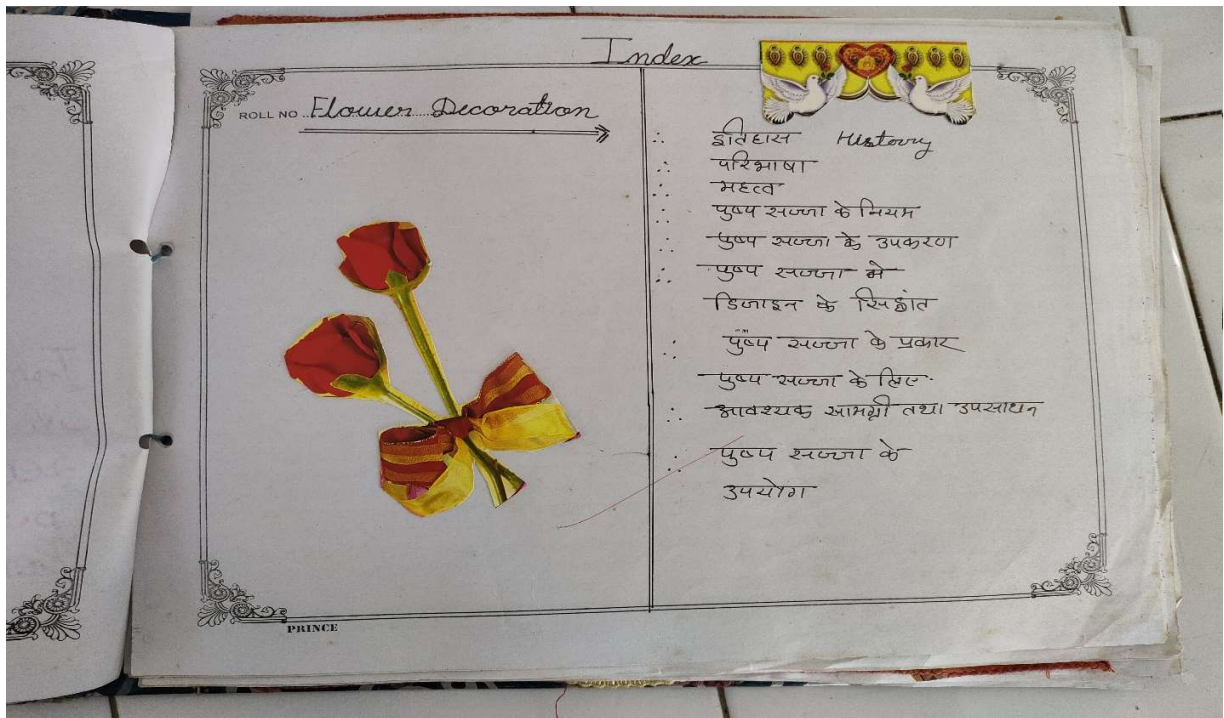 Index
ROLL NO. Flower Decoration
∴ इतिहास History
∴ परिभाषा
∴ महत्व
∴ पुष्प सज्जा के नियम
∴ पुष्प सज्जा के उपकरण
∴ पुष्प सज्जा मे
डिजाइन के सिद्धांत
∴ पुष्प सज्जा के प्रकार
पुष्प सज्जा के लिए
∴ आवश्यक सामग्री तथा उपसाधन
∴ पुष्प सज्जा के
उपयोग
PRINCE